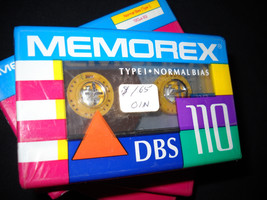 MEMOREX
TYPE I • NORMAL BIAS
DBS
110